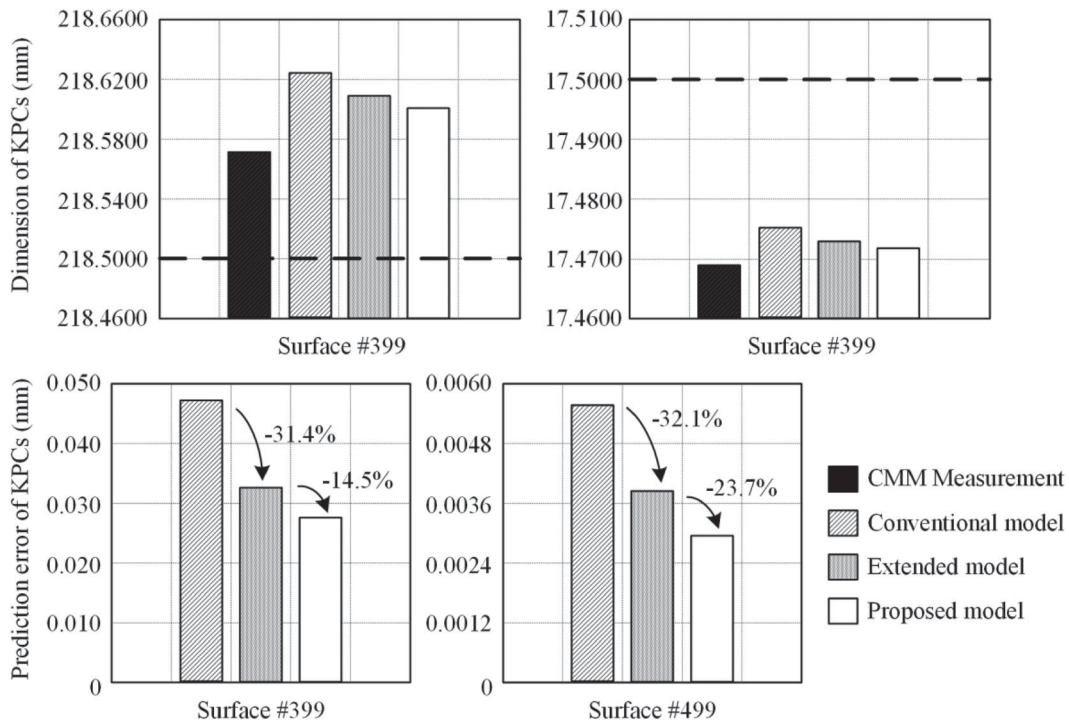 Dimension of KPCs (mm)
218.6600
218.6200
218.5800
218.5400
218.5000
218.4600
Surface #399
17.5100
17.5000
17.4900
17.4800
17.4700
17.4600
Surface #399
Prediction error of KPCs (mm)
0.050
0.040
0.030
0.020
0.010
0
-31.4%
-14.5%
Surface #399
0.0060
0.0048
0.0036
0.0024
0.0012
0
-32.1%
-23.7%
Surface #499
CMM Measurement
Conventional model
Extended model
Proposed model